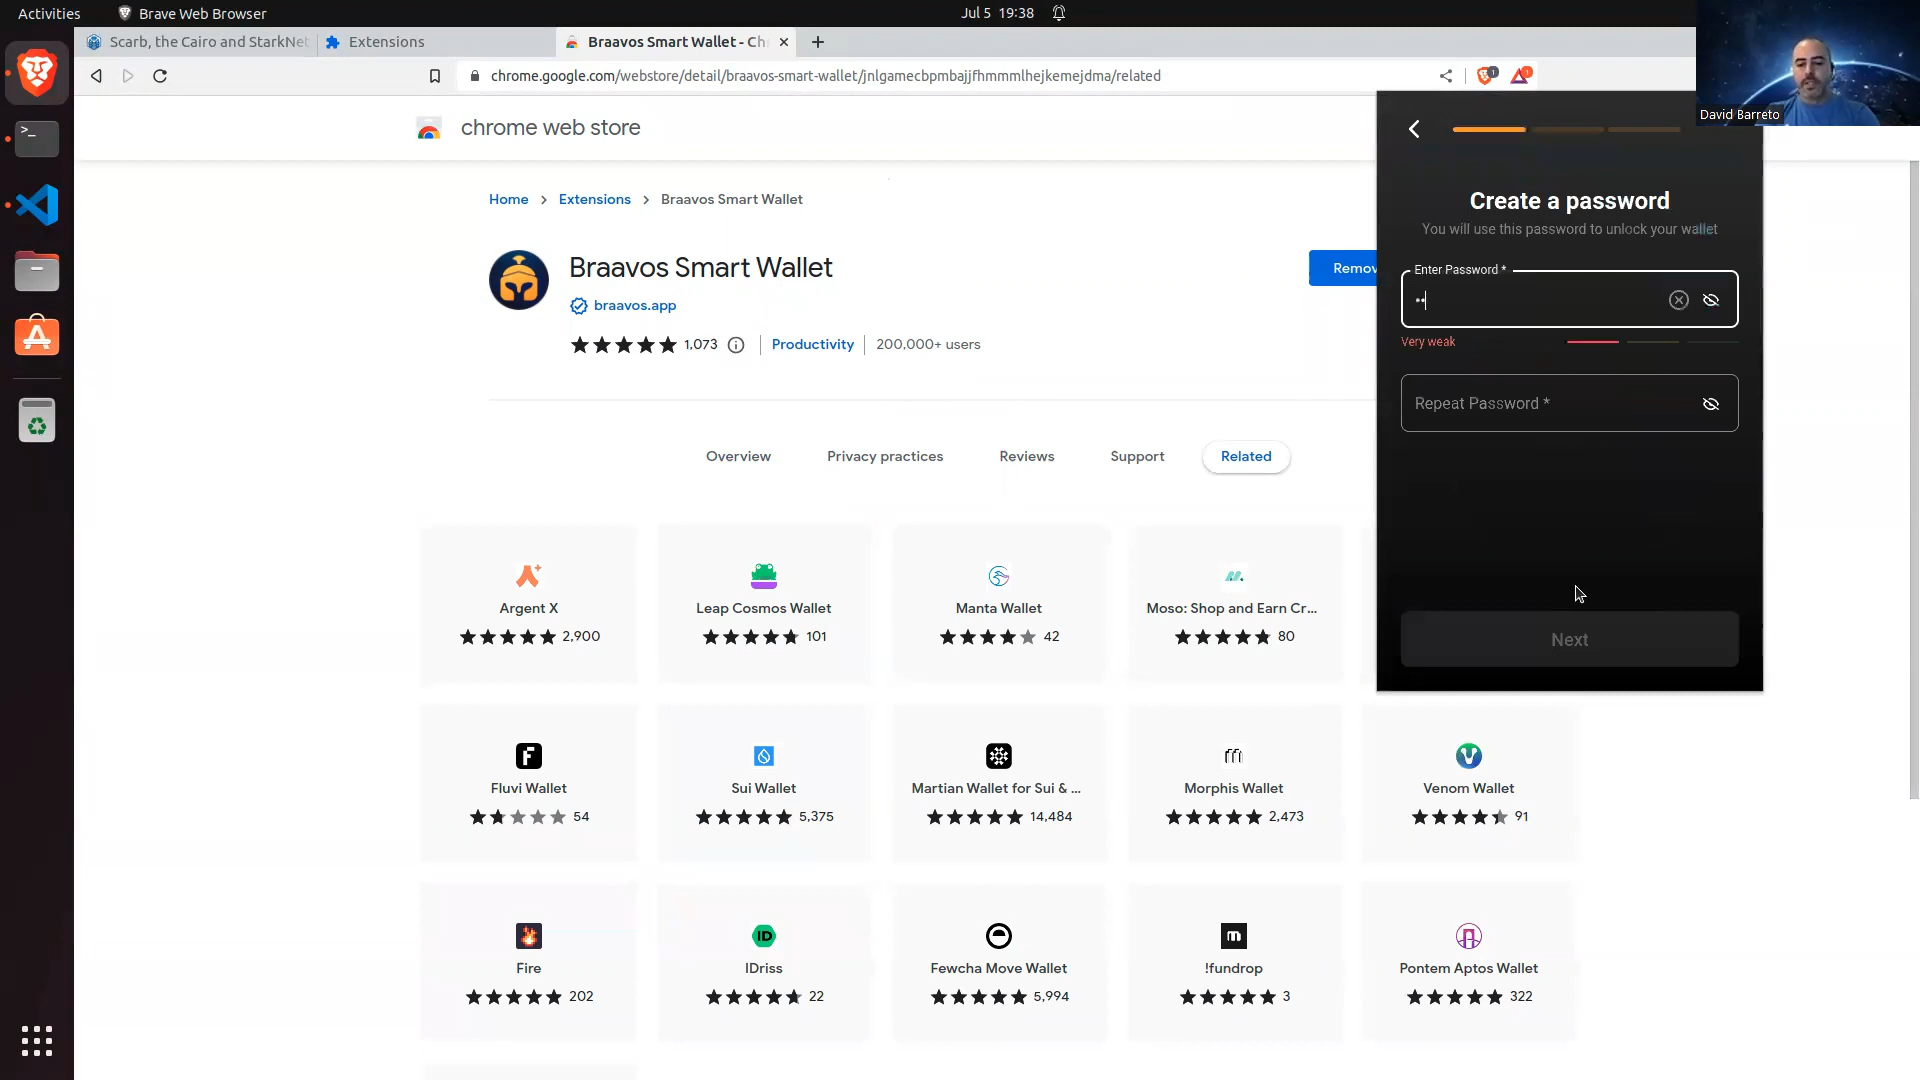 Activities
Brave Web Browser
Jul 5 19:38
Scarb, the Cairo and StarkNet
Extensions
Braavos Smart Wallet - Ch
chrome.google.com/webstore/detail/braavos-smart-wallet/jnlgamecbpmbajjfhmmmlhejkemejdma/related
1
1
David Barreto
chrome web store
Home
Extensions
Braavos Smart Wallet
Braavos Smart Wallet
braavos.app
1,073
Productivity
200,000+ users
Remov
Create a password
You will use this password to unlock your wallet
Enter Password *
Very weak
Repeat Password *
Next
Overview
Privacy practices
Reviews
Support
Related
Argent X
2,900
Leap Cosmos Wallet
101
Manta Wallet
42
Moso: Shop and Earn Cr...
80
Fluvi Wallet
54
Sui Wallet
5,375
Martian Wallet for Sui & ...
14,484
Morphis Wallet
2,473
Venom Wallet
91
Fire
202
ID
IDriss
22
Fewcha Move Wallet
5,994
!fundrop
3
Pontem Aptos Wallet
322